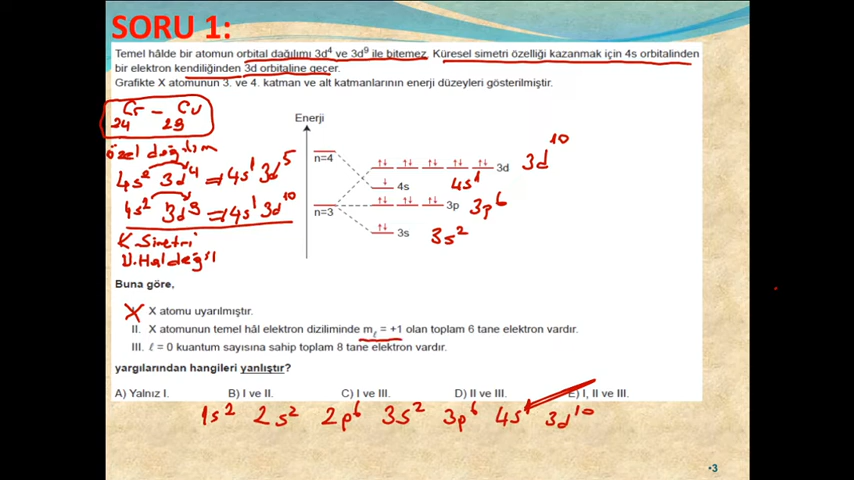 SORU 1:
Temel hâlde bir atomun orbital dağılımı 3d⁴ ve 3d⁹ ile bitemez. Küresel simetri özelliği kazanmak için 4s orbitalinden
bir elektron kendiliğinden 3d orbitaline geçer.
Grafikte X atomunun 3. ve 4. katman ve alt katmanlarının enerji düzeyleri gösterilmiştir.
Cr – Cu
24 29
özel değılım
4s² 3d⁴ ⇒ 4s¹ 3d⁵
4s² 3d⁹ ⇒ 4s¹ 3d¹⁰
K. Simetri
U. Hal değil
Enerji
n=4
3d
3d¹⁰
4s
4s¹
n=3
3p
3p⁶
3s
3s²
Buna göre,
X atomu uyarılmıştır.
II. X atomunun temel hâl elektron diziliminde mℓ = +1 olan toplam 6 tane elektron vardır.
III. ℓ = 0 kuantum sayısına sahip toplam 8 tane elektron vardır.
yargılarından hangileri yanlıştır?
A) Yalnız I. B) I ve II. C) I ve III. D) II ve III. E) I, II ve III.
1s² 2s² 2p⁶ 3s² 3p⁶ 4s¹ 3d¹⁰
•3